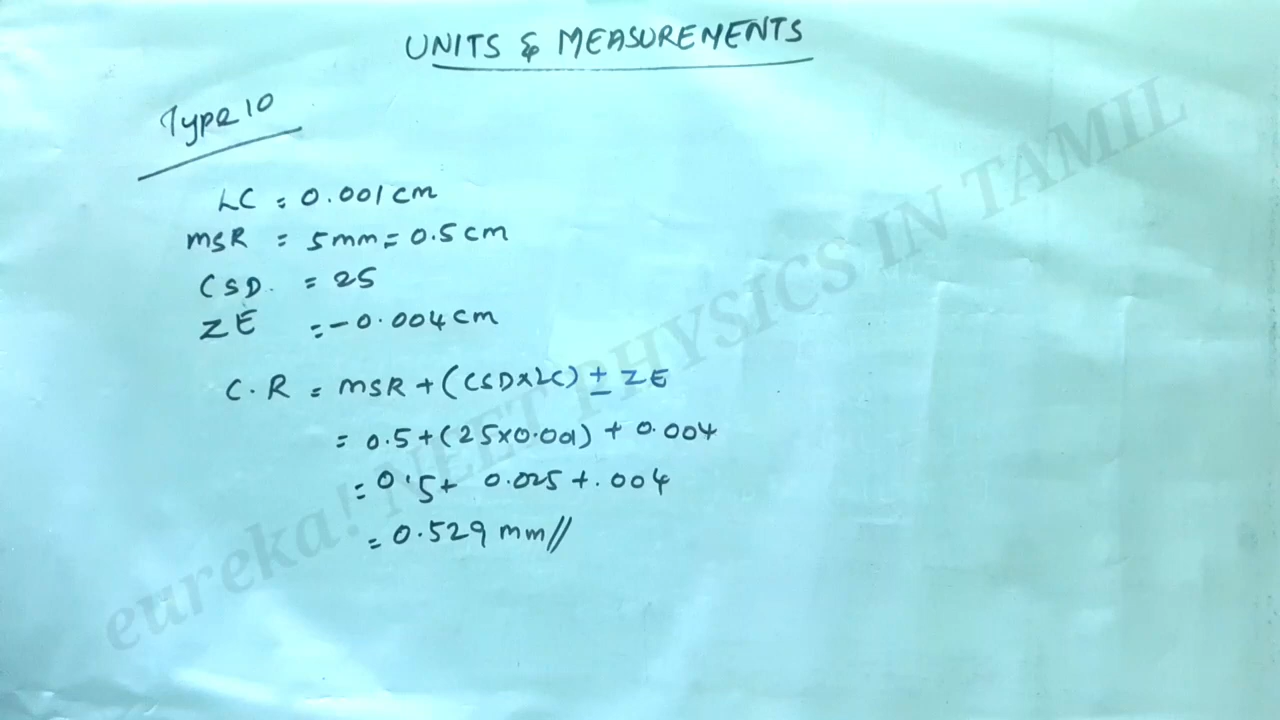 UNITS & MEASUREMENTS
Type 10
LC = 0.001 cm
MSR = 5mm = 0.5 cm
CSD. = 25
ZE = -0.004 cm
C.R = MSR + (CSD×LC) ± ZE
= 0.5 + (25×0.001) + 0.004
= 0.5 + 0.025 + .004
= 0.529 mm//
eureka! NEET PHYSICS IN TAMIL